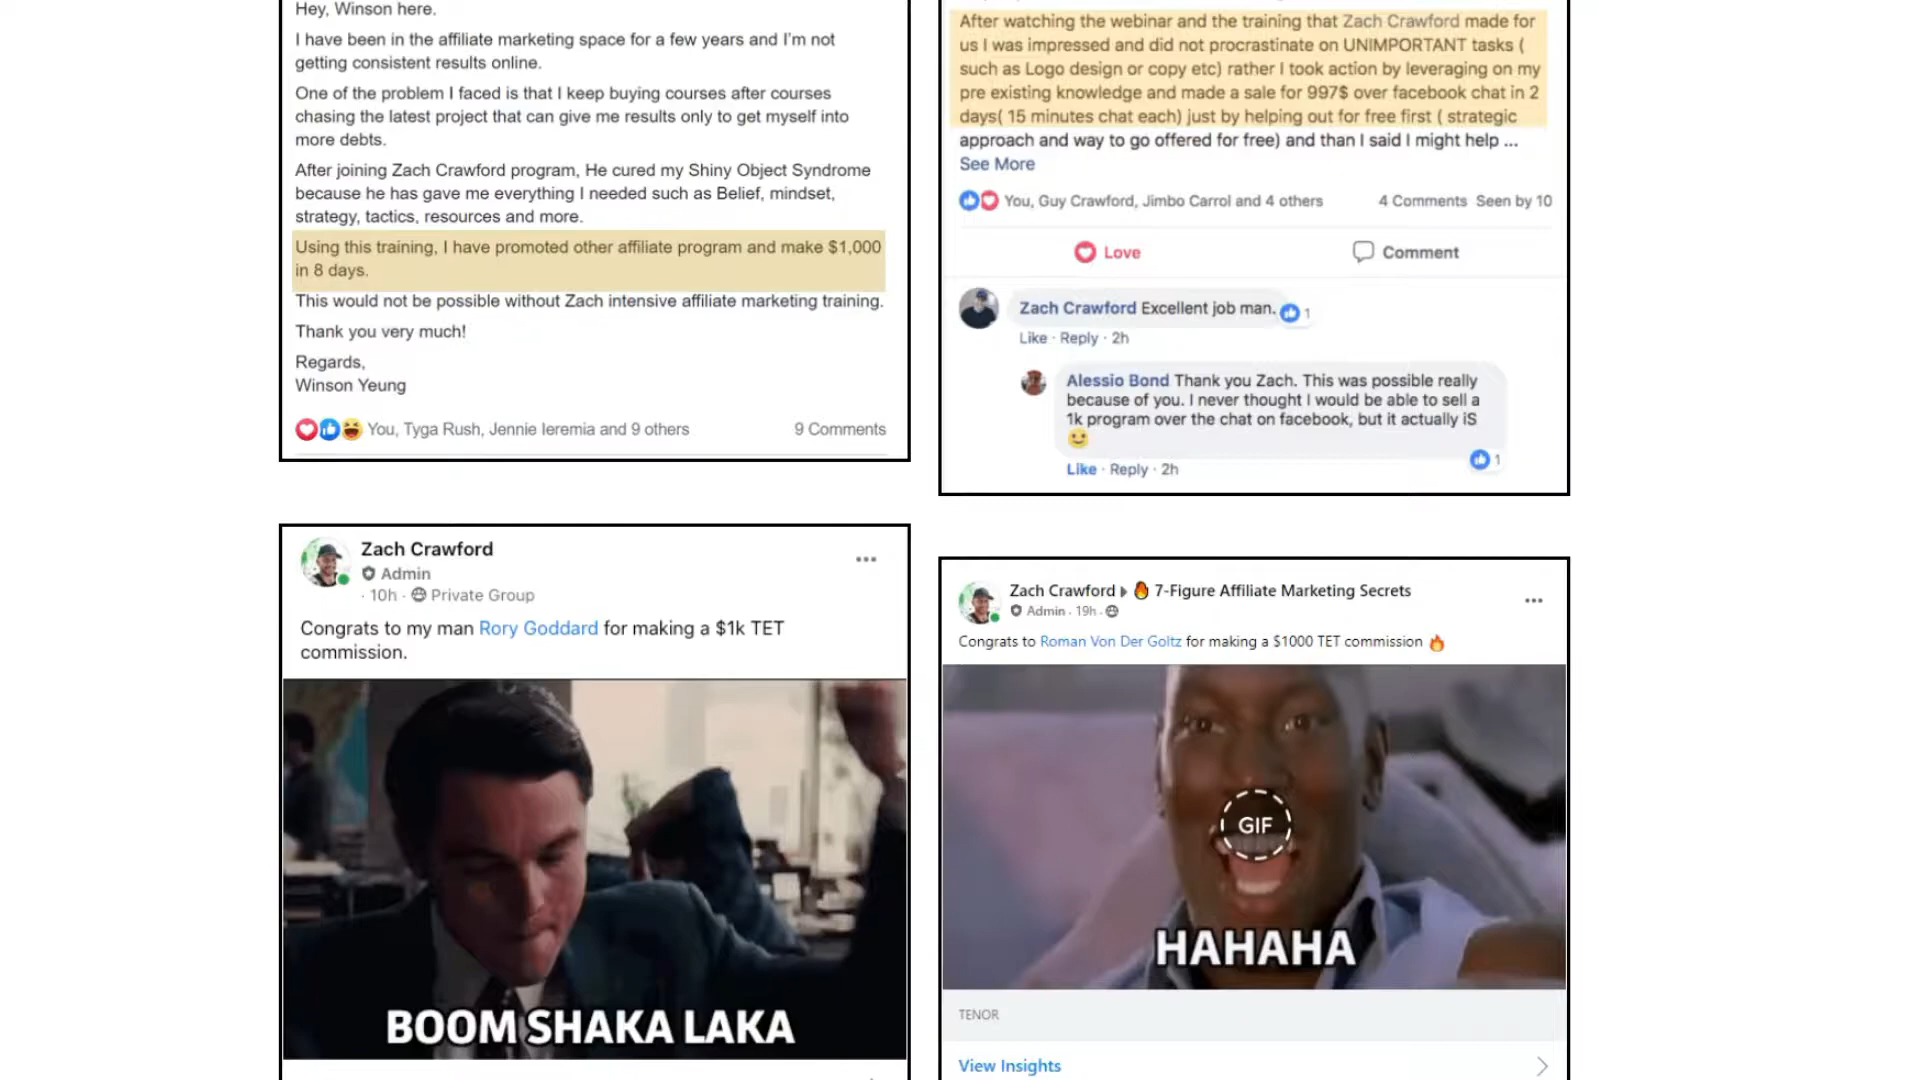 Hey, Winson here.
I have been in the affiliate marketing space for a few years and I'm not
getting consistent results online.
One of the problem I faced is that I keep buying courses after courses
chasing the latest project that can give me results only to get myself into
more debts.
After joining Zach Crawford program, He cured my Shiny Object Syndrome
because he has gave me everything I needed such as Belief, mindset,
strategy, tactics, resources and more.
Using this training, I have promoted other affiliate program and make $1,000
in 8 days.
This would not be possible without Zach intensive affiliate marketing training.
Thank you very much!
Regards,
Winson Yeung
You, Tyga Rush, Jennie Ieremia and 9 others 9 Comments
After watching the webinar and the training that Zach Crawford made for
us I was impressed and did not procrastinate on UNIMPORTANT tasks (
such as Logo design or copy etc) rather I took action by leveraging on my
pre existing knowledge and made a sale for 997$ over facebook chat in 2
days( 15 minutes chat each) just by helping out for free first ( strategic
approach and way to go offered for free) and than I said I might help ...
See More
You, Guy Crawford, Jimbo Carrol and 4 others 4 Comments Seen by 10
Love Comment
Zach Crawford Excellent job man. 1
Like · Reply · 2h
Alessio Bond Thank you Zach. This was possible really
because of you. I never thought I would be able to sell a
1k program over the chat on facebook, but it actually iS
1
Like · Reply · 2h
Zach Crawford
Admin
· 10h · Private Group
Congrats to my man Rory Goddard for making a $1k TET
commission.
BOOM SHAKA LAKA
Zach Crawford 7-Figure Affiliate Marketing Secrets
Admin · 19h ·
Congrats to Roman Von Der Goltz for making a $1000 TET commission
GIF
HAHAHA
TENOR
View Insights